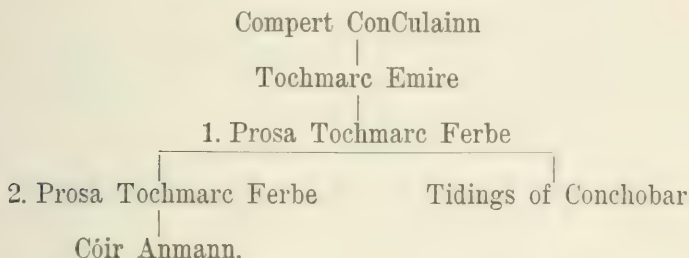 Compert ConCulainn
Tochmarc Emire
1. Prosa Tochmarc Ferbe
2. Prosa Tochmarc Ferbe Tidings of Conchobar
Cóir Anmann.